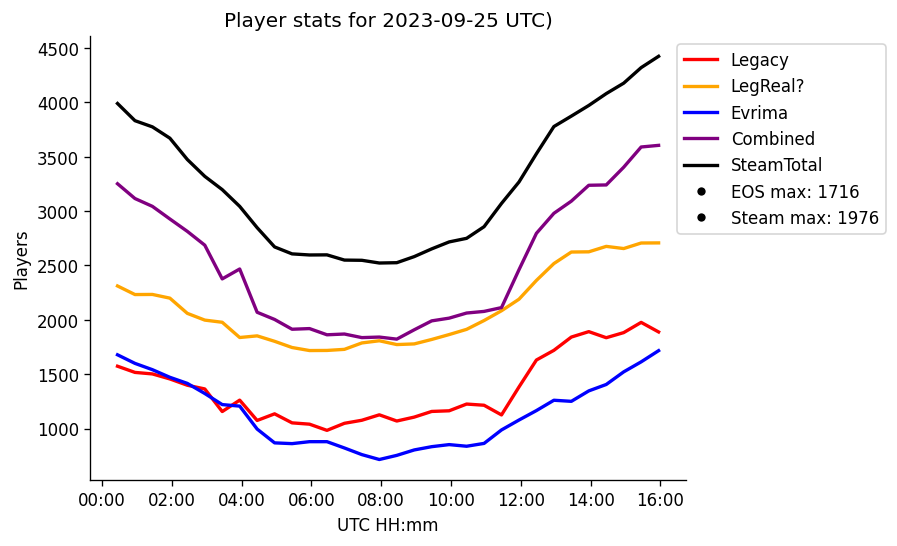 Player stats for 2023-09-25 UTC)
4500
4000
3500
3000
2500
2000
1500
1000
Players
00:00 02:00 04:00 06:00 08:00 10:00 12:00 14:00 16:00
UTC HH:mm
Legacy
LegReal?
Evrima
Combined
SteamTotal
EOS max: 1716
Steam max: 1976